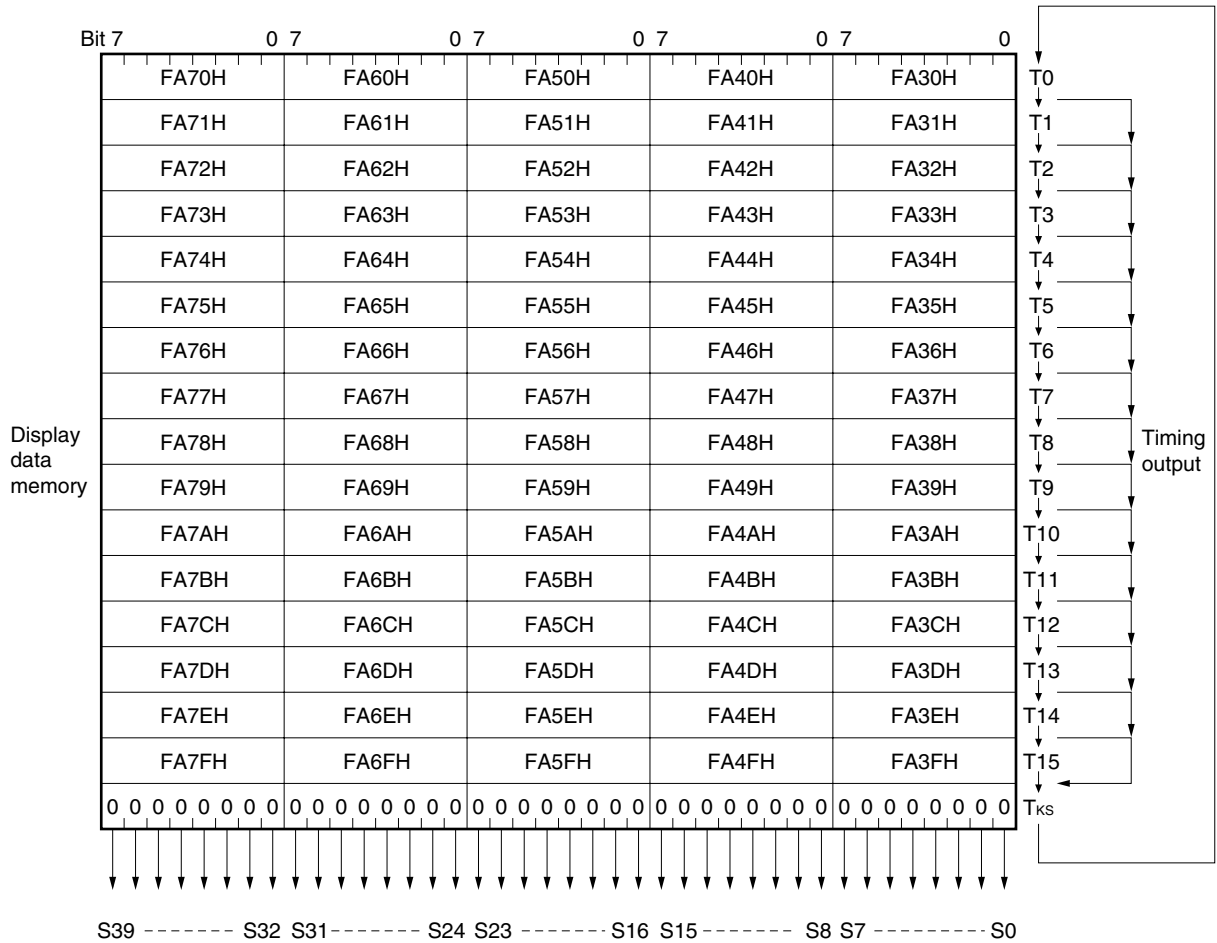 Bit 7 0 7 0 7 0 7 0 7 0
FA70H FA60H FA50H FA40H FA30H T0
FA71H FA61H FA51H FA41H FA31H T1
FA72H FA62H FA52H FA42H FA32H T2
FA73H FA63H FA53H FA43H FA33H T3
FA74H FA64H FA54H FA44H FA34H T4
FA75H FA65H FA55H FA45H FA35H T5
FA76H FA66H FA56H FA46H FA36H T6
FA77H FA67H FA57H FA47H FA37H T7
Display
data
memory
FA78H FA68H FA58H FA48H FA38H T8
Timing
output
FA79H FA69H FA59H FA49H FA39H T9
FA7AH FA6AH FA5AH FA4AH FA3AH T10
FA7BH FA6BH FA5BH FA4BH FA3BH T11
FA7CH FA6CH FA5CH FA4CH FA3CH T12
FA7DH FA6DH FA5DH FA4DH FA3DH T13
FA7EH FA6EH FA5EH FA4EH FA3EH T14
FA7FH FA6FH FA5FH FA4FH FA3FH T15
0 0 0 0 0 0 0 0 0 0 0 0 0 0 0 0 0 0 0 0 0 0 0 0 0 0 0 0 0 0 0 0 0 0 0 0 0 0 0 0 TKS
S39 ------- S32 S31 ------- S24 S23 ------- S16 S15 ------- S8 S7 --------- S0